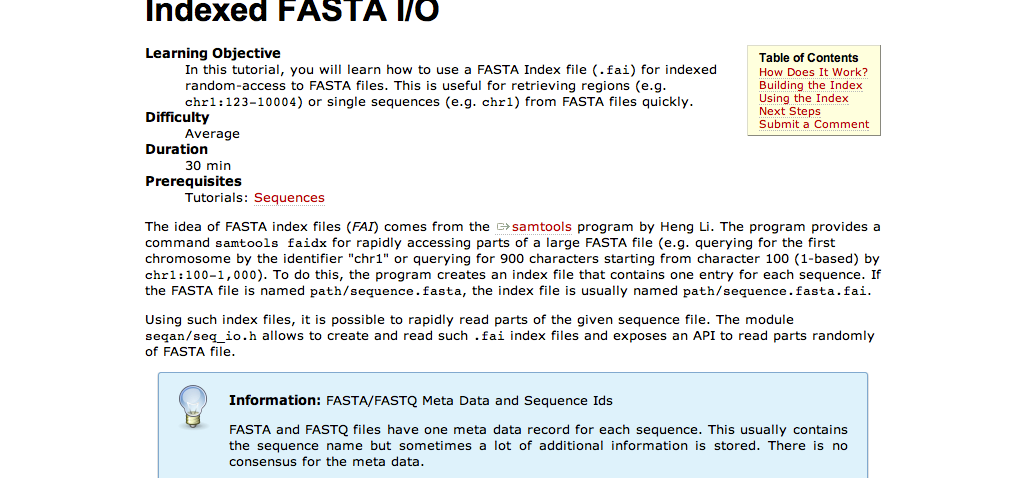 Indexed FASTA I/O
Learning Objective
In this tutorial, you will learn how to use a FASTA Index file (.fai) for indexed
random-access to FASTA files. This is useful for retrieving regions (e.g.
chr1:123-10004) or single sequences (e.g. chr1) from FASTA files quickly.
Difficulty
Average
Duration
30 min
Prerequisites
Tutorials: Sequences
Table of Contents
How Does It Work?
Building the Index
Using the Index
Next Steps
Submit a Comment
The idea of FASTA index files (FAI) comes from the samtools program by Heng Li. The program provides a
command samtools faidx for rapidly accessing parts of a large FASTA file (e.g. querying for the first
chromosome by the identifier "chr1" or querying for 900 characters starting from character 100 (1-based) by
chr1:100-1,000). To do this, the program creates an index file that contains one entry for each sequence. If
the FASTA file is named path/sequence.fasta, the index file is usually named path/sequence.fasta.fai.
Using such index files, it is possible to rapidly read parts of the given sequence file. The module
seqan/seq_io.h allows to create and read such .fai index files and exposes an API to read parts randomly
of FASTA file.
Information: FASTA/FASTQ Meta Data and Sequence Ids
FASTA and FASTQ files have one meta data record for each sequence. This usually contains
the sequence name but sometimes a lot of additional information is stored. There is no
consensus for the meta data.